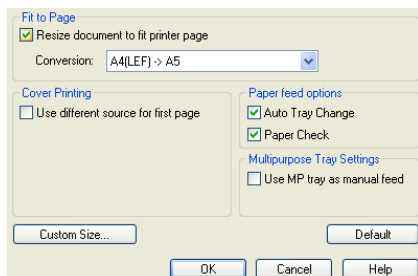 Fit to Page
Resize document to fit printer page
Conversion: A4(LEF) -> A5
Cover Printing
Use different source for first page
Paper feed options
Auto Tray Change
Paper Check
Multipurpose Tray Settings
Use MP tray as manual feed
Custom Size...
Default
OK
Cancel
Help